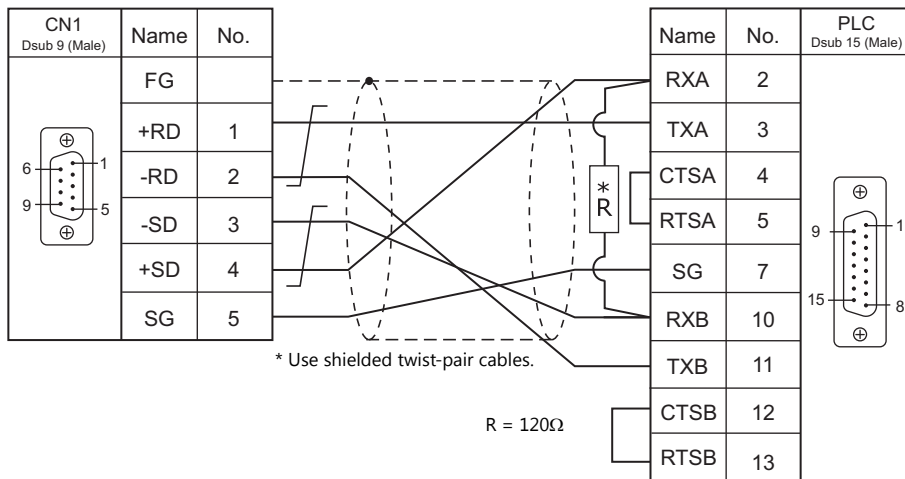 CN1
Dsub 9 (Male)
Name No.
FG
+RD 1
-RD 2
-SD 3
+SD 4
SG 5
1
6
9
5
* Use shielded twist-pair cables.
*
R
R = 120Ω
Name No.
PLC
Dsub 15 (Male)
RXA 2
TXA 3
CTSA 4
RTSA 5
SG 7
RXB 10
TXB 11
CTSB 12
RTSB 13
9
1
15
8